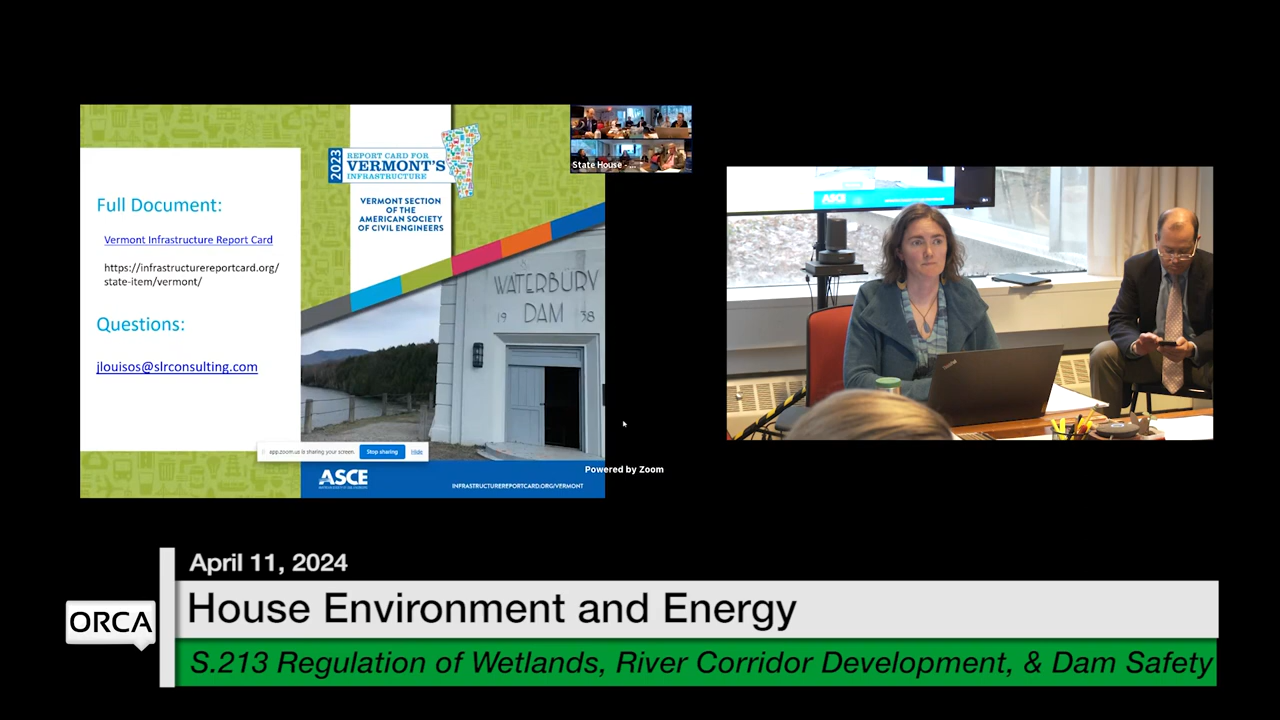 Full Document:
Vermont Infrastructure Report Card
https://infrastructurereportcard.org/
state-item/vermont/
Questions:
jlouisos@slrconsulting.com
2023
REPORT CARD FOR
VERMONT'S
INFRASTRUCTURE
VERMONT SECTION
OF THE
AMERICAN SOCIETY
OF CIVIL ENGINEERS
State House - ...
WATERBURY
DAM
19 38
app.zoom.us is sharing your screen.
Stop sharing
Hide
ASCE
INFRASTRUCTUREREPORTCARD.ORG/VERMONT
Powered by Zoom
ASCE
April 11, 2024
ORCA
House Environment and Energy
S.213 Regulation of Wetlands, River Corridor Development, & Dam Safety